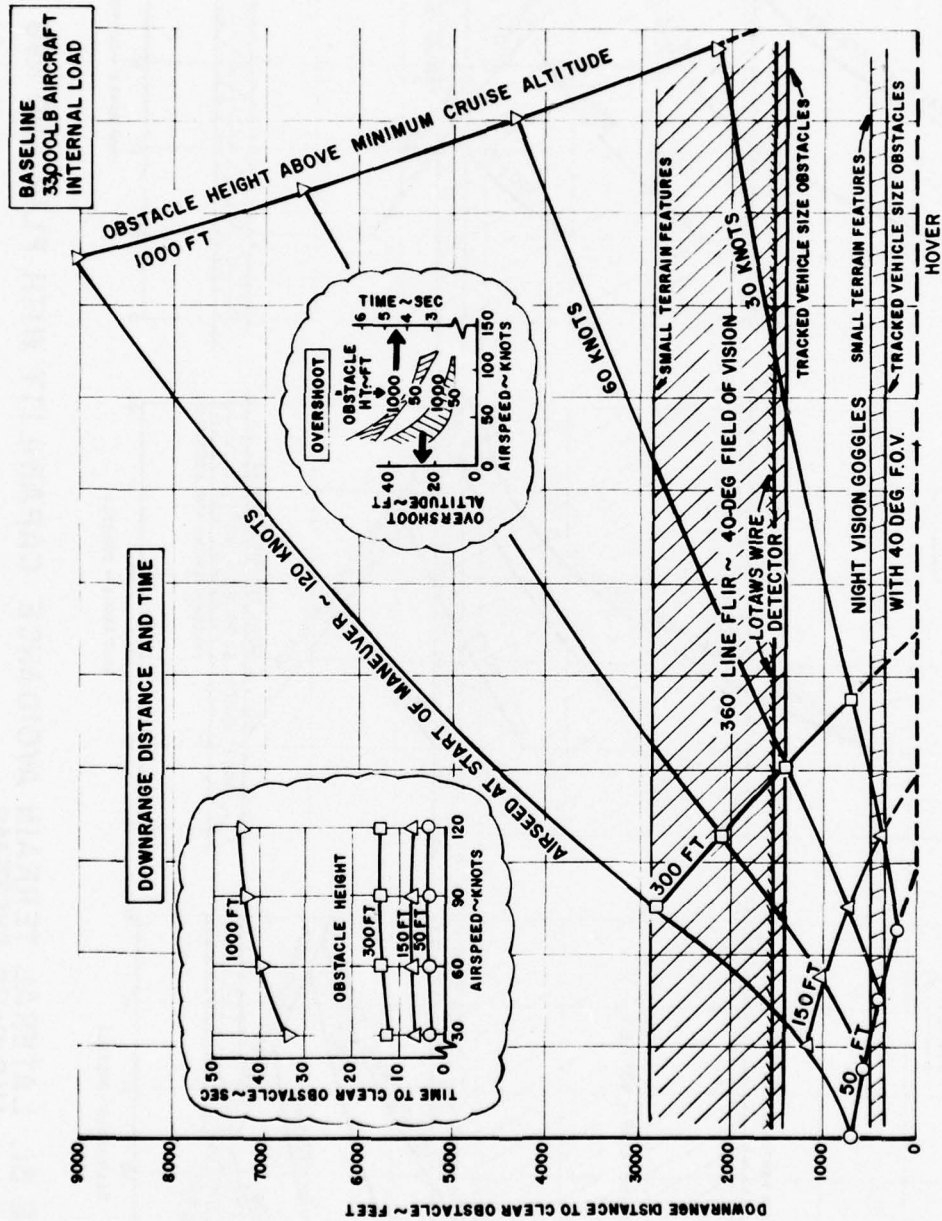 BASELINE
33000-LB AIRCRAFT
INTERNAL LOAD
DOWNRANGE DISTANCE AND TIME
DOWNRANGE DISTANCE TO CLEAR OBSTACLE~FEET
9000
8000
7000
6000
5000
4000
3000
2000
1000
0
OBSTACLE HEIGHT ABOVE MINIMUM CRUISE ALTITUDE
1000 FT
300 FT
150 FT
50 FT
AIRSEED AT START OF MANEUVER ~ 120 KNOTS
60 KNOTS
30 KNOTS
TIME TO CLEAR OBSTACLE~SEC
50
40
30
20
10
0
1000 FT
OBSTACLE HEIGHT
300 FT
150 FT
50 FT
30
60
90
120
AIRSPEED~KNOTS
OVERSHOOT
OBSTACLE
HT~FT
1000
50
1000
50
TIME~SEC
6
5
4
3
OVERSHOOT
ALTITUDE~FT
40
20
0
0
50
100
150
AIRSPEED~KNOTS
SMALL TERRAIN FEATURES
360 LINE FLIR ~ 40-DEG FIELD OF VISION
LOTAWS WIRE
DETECTOR
TRACKED VEHICLE SIZE OBSTACLES
NIGHT VISION GOGGLES
SMALL TERRAIN FEATURES
WITH 40 DEG. F.O.V.
TRACKED VEHICLE SIZE OBSTACLES
HOVER